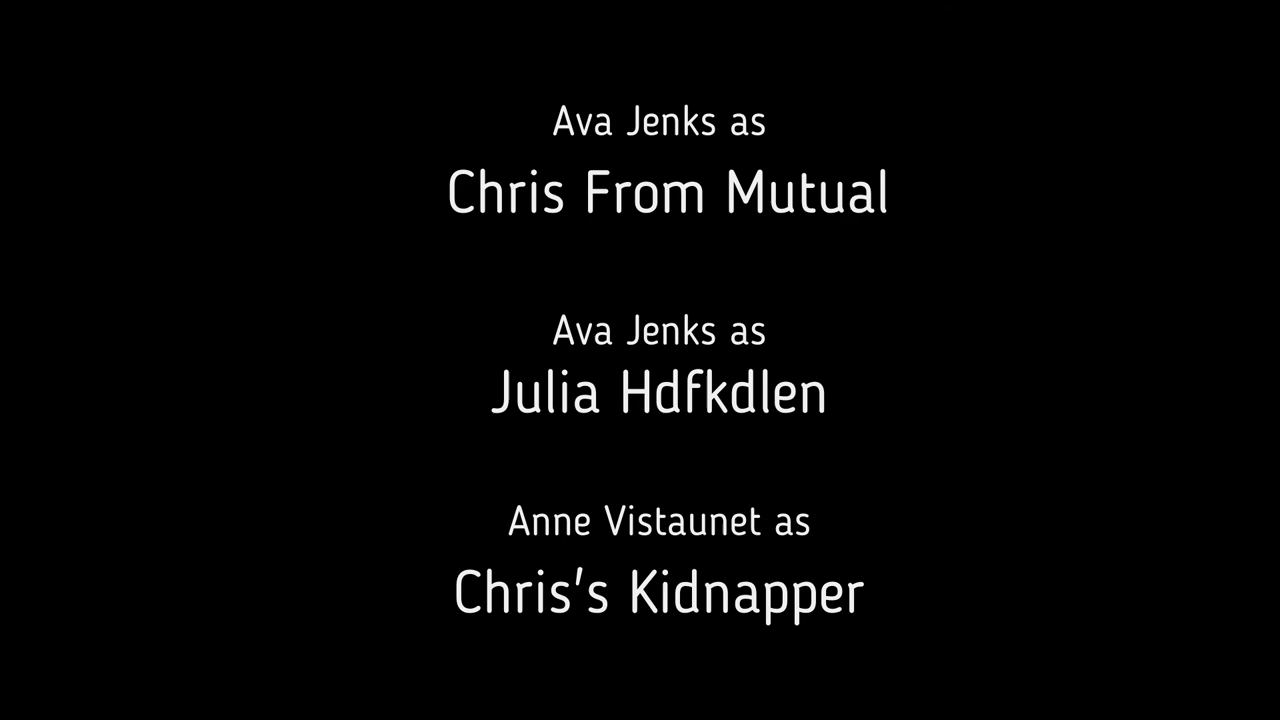 Ava Jenks as
Chris From Mutual
Ava Jenks as
Julia Hdfkdlen
Anne Vistaunet as
Chris's Kidnapper